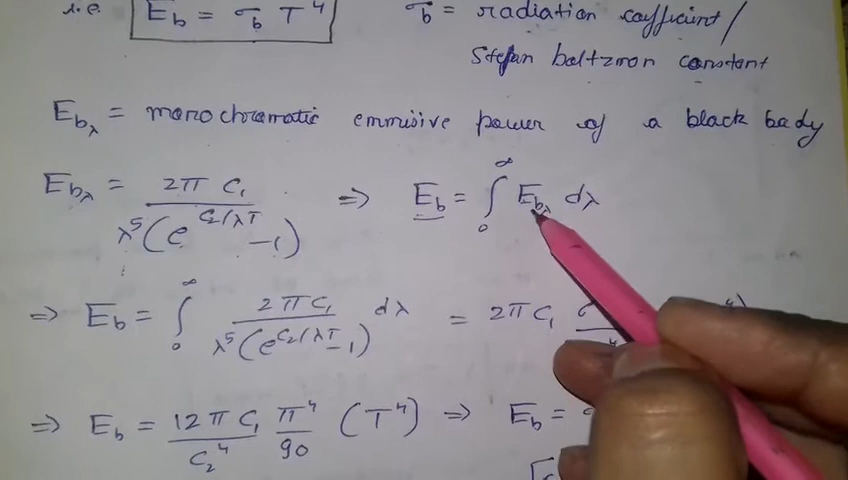 i.e E_b = σ_b T^4 σ_b = radiation coefficient /
Stefan boltzmon constant
E_bλ = monochromatic emmisive power of a black body
E_bλ = 2π C₁ / λ^5 (e^{C₂/λT} -1) ⇒ E_b = ∫₀^∞ E_bλ dλ
⇒ E_b = ∫₀^∞ 2π C₁ / λ^5 (e^{C₂/λT} -1) dλ = 2π C₁
⇒ E_b = 12 π C₁ / C₂^4 π^4 / 90 (T^4) ⇒ E_b =